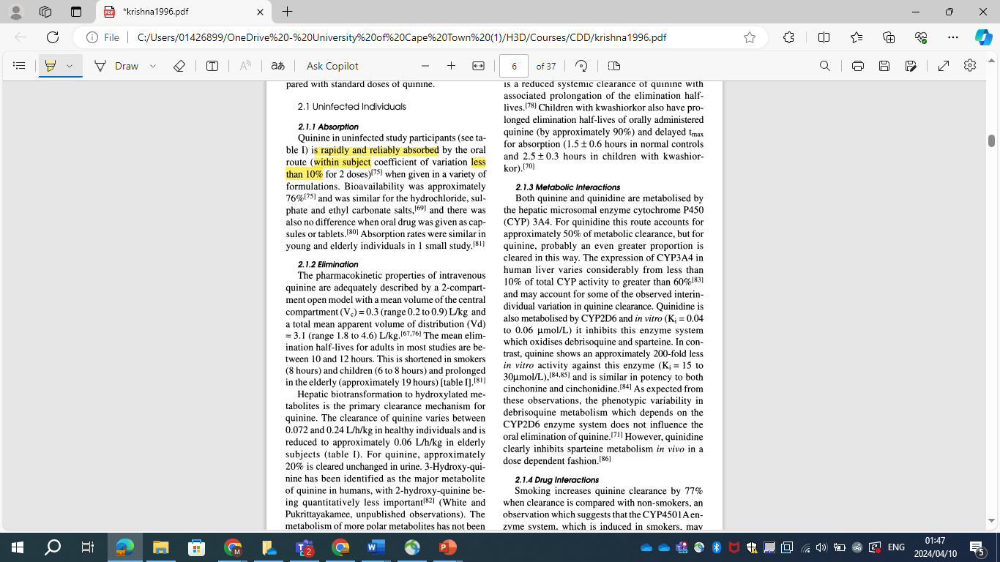 *krishna1996.pdf
File
C:/Users/01426899/OneDrive%20-%20University%20of%20Cape%20Town%20(1)/H3D/Courses/CDD/krishna1996.pdf
Draw
Ask Copilot
6
of 37
pared with standard doses of quinine.
2.1 Uninfected Individuals
2.1.1 Absorption
Quinine in uninfected study participants (see ta-
ble I) is rapidly and reliably absorbed by the oral
route (within subject coefficient of variation less
than 10% for 2 doses)[75] when given in a variety of
formulations. Bioavailability was approximately
76%[75] and was similar for the hydrochloride, sul-
phate and ethyl carbonate salts,[69] and there was
also no difference when oral drug was given as cap-
sules or tablets.[80] Absorption rates were similar in
young and elderly individuals in 1 small study.[81]
2.1.2 Elimination
The pharmacokinetic properties of intravenous
quinine are adequately described by a 2-compart-
ment open model with a mean volume of the central
compartment (Vc) = 0.3 (range 0.2 to 0.9) L/kg and
a total mean apparent volume of distribution (Vd)
= 3.1 (range 1.8 to 4.6) L/kg.[67,76] The mean elim-
ination half-lives for adults in most studies are be-
tween 10 and 12 hours. This is shortened in smokers
(8 hours) and children (6 to 8 hours) and prolonged
in the elderly (approximately 19 hours) [table I].[81]
Hepatic biotransformation to hydroxylated me-
tabolites is the primary clearance mechanism for
quinine. The clearance of quinine varies between
0.072 and 0.24 L/h/kg in healthy individuals and is
reduced to approximately 0.06 L/h/kg in elderly
subjects (table I). For quinine, approximately
20% is cleared unchanged in urine. 3-Hydroxy-qui-
nine has been identified as the major metabolite
of quinine in humans, with 2-hydroxy-quinine be-
ing quantitatively less important[82] (White and
Pukrittayakamee, unpublished observations). The
metabolism of more polar metabolites has not been
is a reduced systemic clearance of quinine with
associated prolongation of the elimination half-
lives.[78] Children with kwashiorkor also have pro-
longed elimination half-lives of orally administered
quinine (by approximately 90%) and delayed tmax
for absorption (1.5 ± 0.6 hours in normal controls
and 2.5 ± 0.3 hours in children with kwashior-
kor).[70]
2.1.3 Metabolic Interactions
Both quinine and quinidine are metabolised by
the hepatic microsomal enzyme cytochrome P450
(CYP) 3A4. For quinidine this route accounts for
approximately 50% of metabolic clearance, but for
quinine, probably an even greater proportion is
cleared in this way. The expression of CYP3A4 in
human liver varies considerably from less than
10% of total CYP activity to greater than 60%[83]
and may account for some of the observed interin-
dividual variation in quinine clearance. Quinidine is
also metabolised by CYP2D6 and in vitro (Ki = 0.04
to 0.06 µmol/L) it inhibits this enzyme system
which oxidises debrisoquine and sparteine. In con-
trast, quinine shows an approximately 200-fold less
in vitro activity against this enzyme (Ki = 15 to
30µmol/L),[84,85] and is similar in potency to both
cinchonine and cinchonidine.[84] As expected from
these observations, the phenotypic variability in
debrisoquine metabolism which depends on the
CYP2D6 enzyme system does not influence the
oral elimination of quinine.[71] However, quinidine
clearly inhibits sparteine metabolism in vivo in a
dose dependent fashion.[86]
2.1.4 Drug Interactions
Smoking increases quinine clearance by 77%
when clearance is compared with non-smokers, an
observation which suggests that the CYP4501A en-
zyme system, which is induced in smokers, may
ENG
01:47
2024/04/10